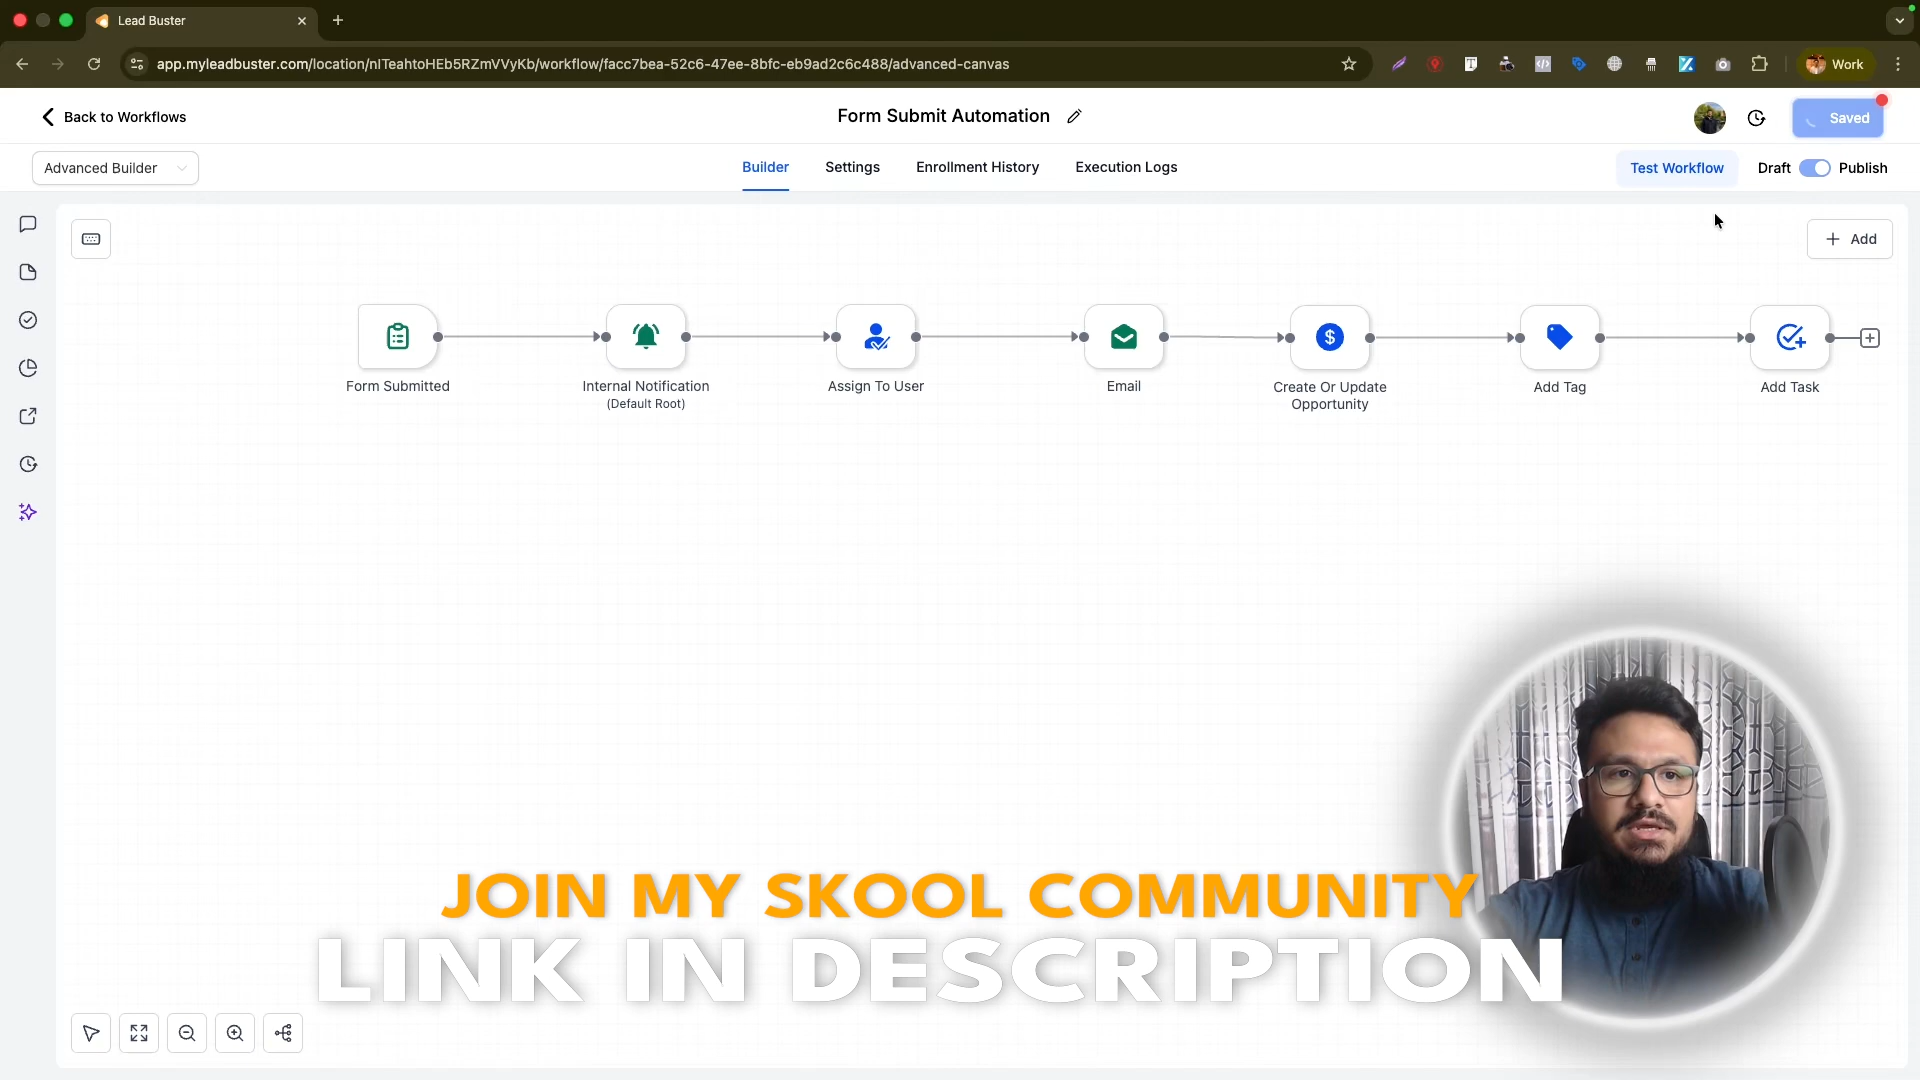 Lead Buster
app.myleadbuster.com/location/nITeahtoHEb5RZmVVyKb/workflow/facc7bea-52c6-47ee-8bfc-eb9ad2c6c488/advanced-canvas
Work
Back to Workflows
Form Submit Automation
Saved
Advanced Builder
Builder
Settings
Enrollment History
Execution Logs
Test Workflow
Draft
Publish
Add
Form Submitted
Internal Notification
(Default Root)
Assign To User
Email
Create Or Update
Opportunity
Add Tag
Add Task
JOIN MY SKOOL COMMUNITY
LINK IN DESCRIPTION